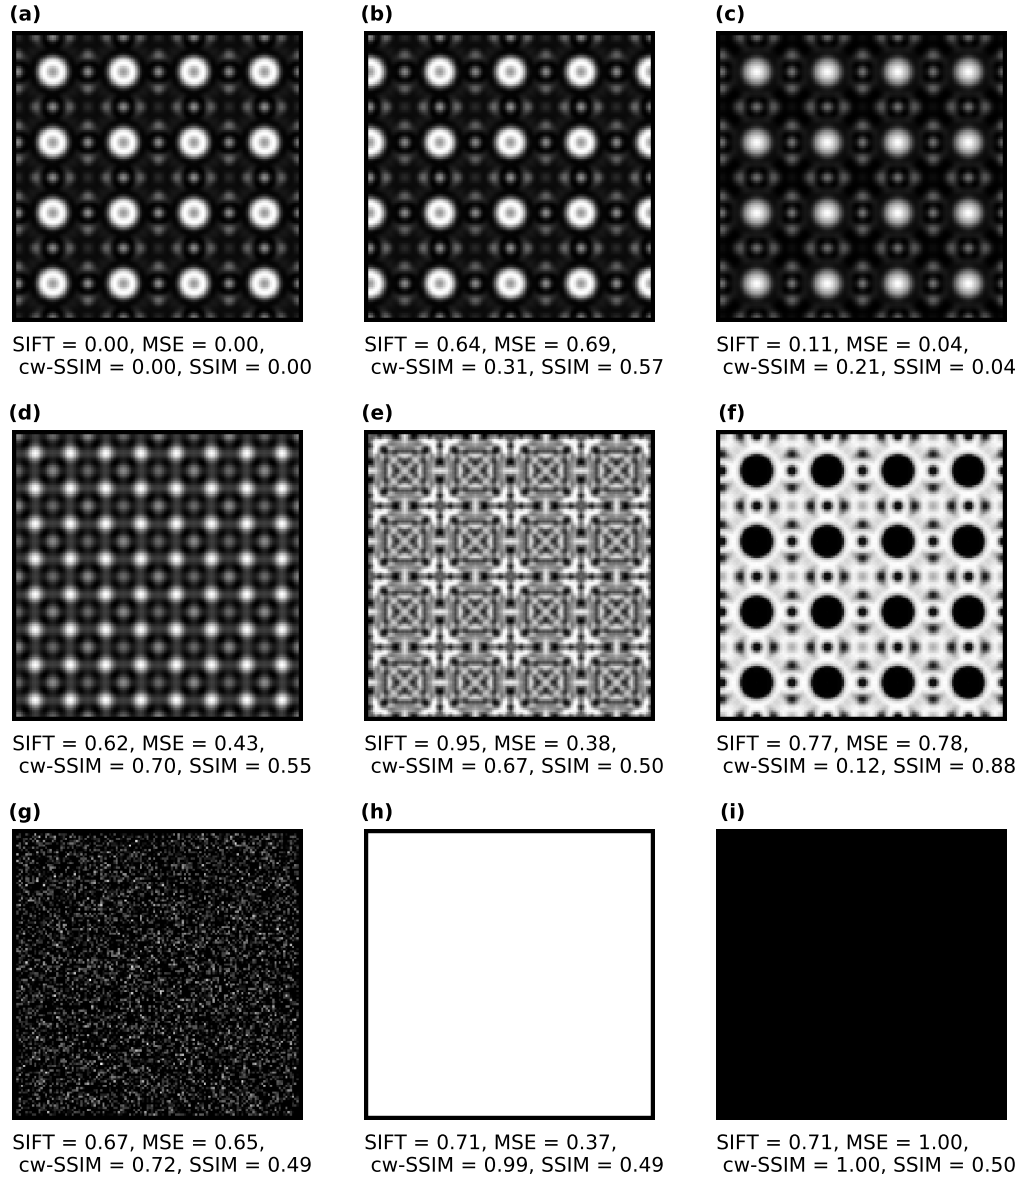 (a)
(b)
(c)
SIFT = 0.00, MSE = 0.00,
cw-SSIM = 0.00, SSIM = 0.00
SIFT = 0.64, MSE = 0.69,
cw-SSIM = 0.31, SSIM = 0.57
SIFT = 0.11, MSE = 0.04,
cw-SSIM = 0.21, SSIM = 0.04
(d)
(e)
(f)
SIFT = 0.62, MSE = 0.43,
cw-SSIM = 0.70, SSIM = 0.55
SIFT = 0.95, MSE = 0.38,
cw-SSIM = 0.67, SSIM = 0.50
SIFT = 0.77, MSE = 0.78,
cw-SSIM = 0.12, SSIM = 0.88
(g)
(h)
(i)
SIFT = 0.67, MSE = 0.65,
cw-SSIM = 0.72, SSIM = 0.49
SIFT = 0.71, MSE = 0.37,
cw-SSIM = 0.99, SSIM = 0.49
SIFT = 0.71, MSE = 1.00,
cw-SSIM = 1.00, SSIM = 0.50